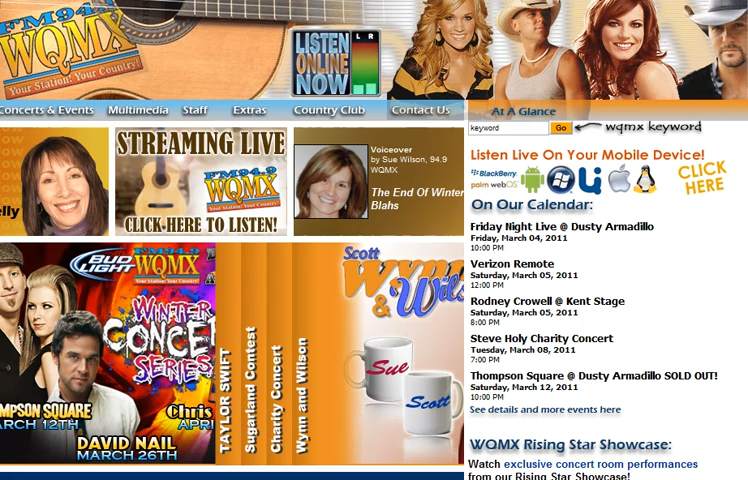 FM94.9
WQMX
Your Station. Your Country!
LISTEN
ONLINE
NOW
L R
Concerts & Events Multimedia Staff Extras Country Club Contact Us
At A Glance
keyword Go wqmx keyword
Listen Live On Your Mobile Device!
BlackBerry
palm webOS
CLICK
HERE
elly
STREAMING LIVE
FM94.9
WQMX
Your Station. Your Country!
CLICK HERE TO LISTEN!
Voiceover
by Sue Wilson, 94.9
WQMX
The End Of Winter
Blahs
On Our Calendar:
Friday Night Live @ Dusty Armadillo
Friday, March 04, 2011
10:00 PM
Verizon Remote
Saturday, March 05, 2011
12:00 PM
Rodney Crowell @ Kent Stage
Saturday, March 05, 2011
8:00 PM
Steve Holy Charity Concert
Tuesday, March 08, 2011
7:00 PM
Thompson Square @ Dusty Armadillo SOLD OUT!
Saturday, March 12, 2011
10:00 PM
See details and more events here
WQMX Rising Star Showcase:
Watch exclusive concert room performances
from our Rising Star Showcase!
BUD
LIGHT
FM94.9
WQMX
Your Station. Your Country!
WINTER
CONCERT
SERIES
MPSON SQUARE
ARCH 12TH
DAVID NAIL
MARCH 26TH
Chris
APRI
TAYLOR SWIFT
Sugarland Contest
Charity Concert
Wynn and Wilson
Scott
Wynn
& Wils
Sue
Scott